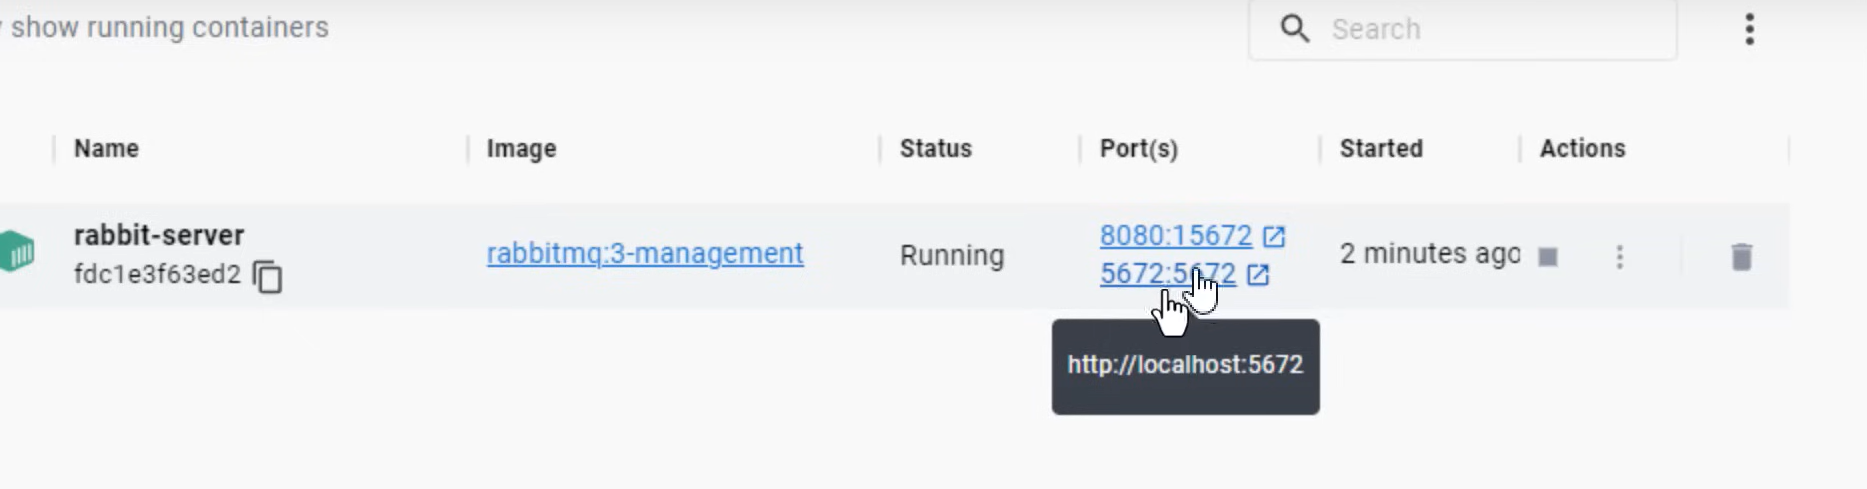 show running containers
Search
Name Image Status Port(s) Started Actions
rabbit-server
fdc1e3f63ed2
rabbitmq:3-management
Running
8080:15672
5672:5672
2 minutes ago
http://localhost:5672